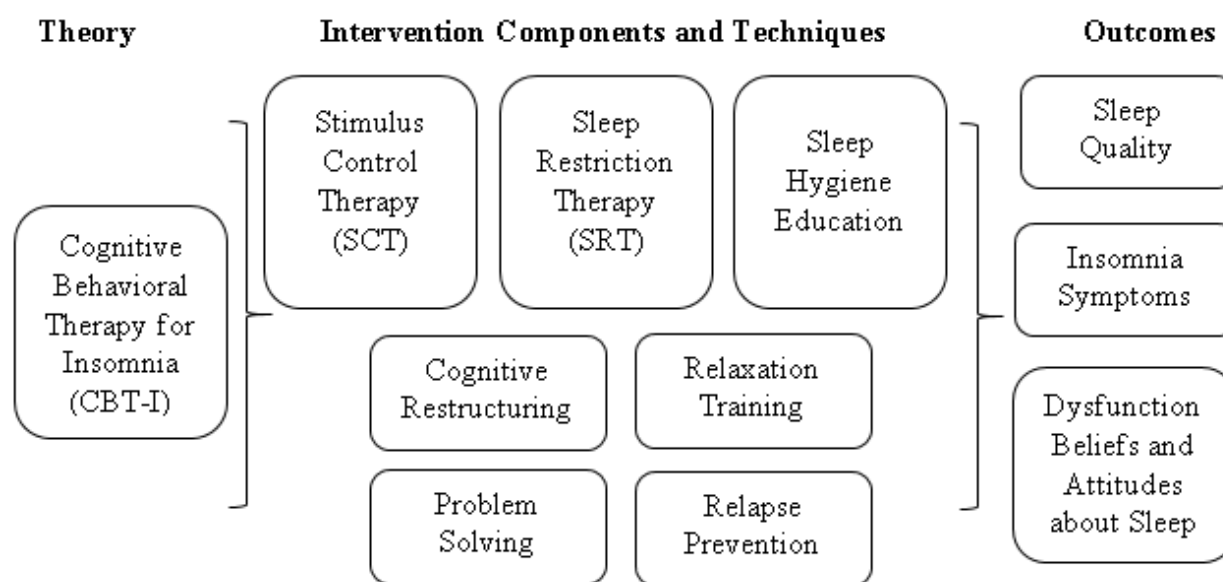 Theory
Intervention Components and Techniques
Outcomes
Cognitive
Behavioral
Therapy for
Insomnia
(CBT-I)
Stimulus
Control
Therapy
(SCT)
Sleep
Restriction
Therapy
(SRT)
Sleep
Hygiene
Education
Cognitive
Restructuring
Relaxation
Training
Problem
Solving
Relapse
Prevention
Sleep
Quality
Insomnia
Symptoms
Dysfunction
Beliefs and
Attitudes
about Sleep